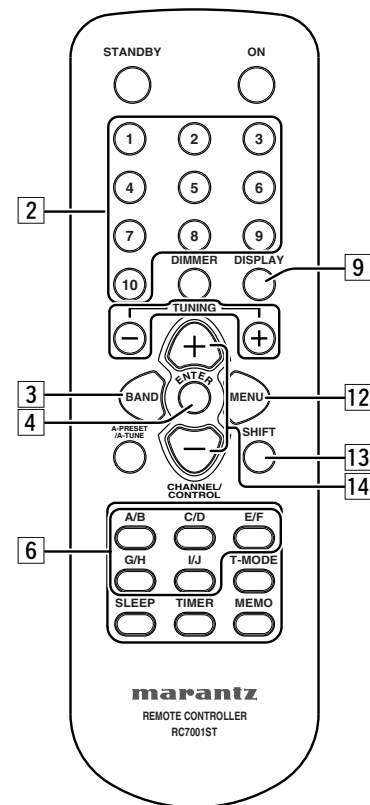 STANDBY ON
1 2 3
4 5 6
2
7 8 9
DIMMER DISPLAY
9
10
TUNING
− +
+
3 BAND ENTER MENU 12
4
A-PRESET
/A-TUNE
SHIFT
13
−
14
CHANNEL/
CONTROL
A/B C/D E/F
6
G/H I/J T-MODE
SLEEP TIMER MEMO
marantz
REMOTE CONTROLLER
RC7001ST